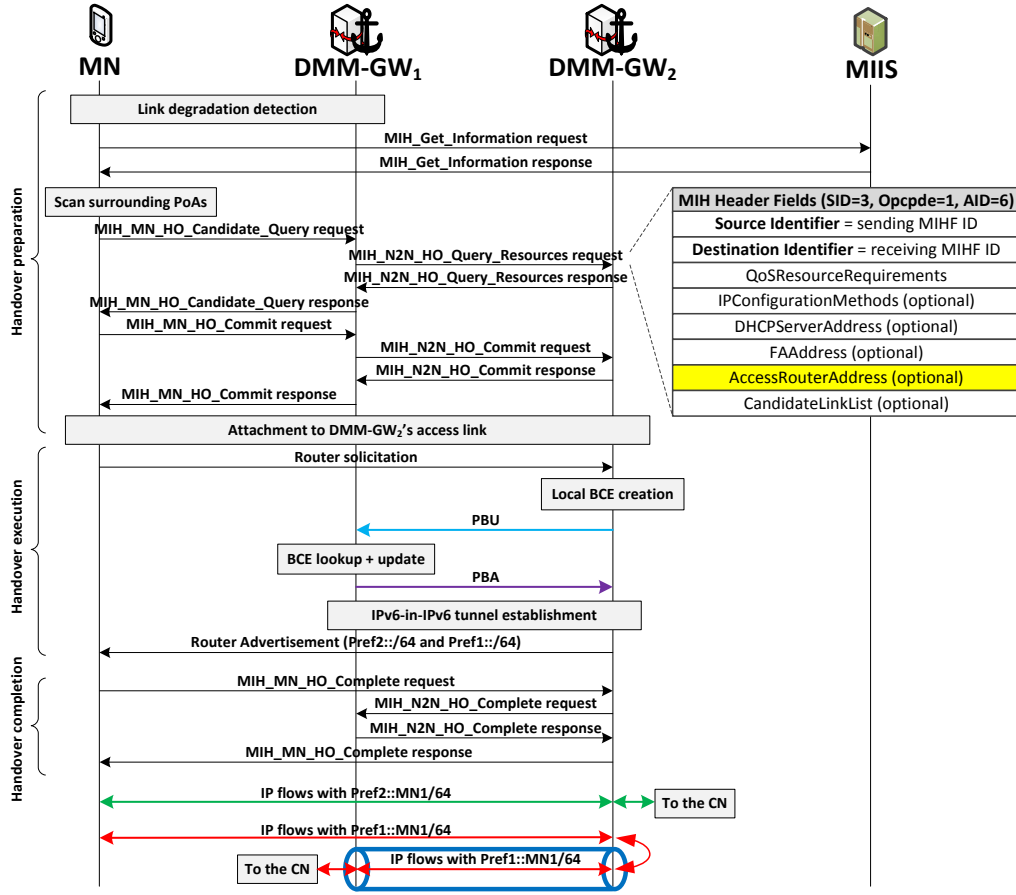 MN
DMM-GW1
DMM-GW2
MIIS
Link degradation detection
MIH_Get_Information request
MIH_Get_Information response
Handover preparation
Scan surrounding PoAs
MIH_MN_HO_Candidate_Query request
MIH_N2N_HO_Query_Resources request
MIH_N2N_HO_Query_Resources response
MIH_MN_HO_Candidate_Query response
MIH_MN_HO_Commit request
MIH_N2N_HO_Commit request
MIH_N2N_HO_Commit response
MIH_MN_HO_Commit response
MIH Header Fields (SID=3, Opcpde=1, AID=6)
Source Identifier = sending MIHF ID
Destination Identifier = receiving MIHF ID
QoSResourceRequirements
IPConfigurationMethods (optional)
DHCPServerAddress (optional)
FAAddress (optional)
AccessRouterAddress (optional)
CandidateLinkList (optional)
Attachment to DMM-GW2's access link
Handover execution
Router solicitation
Local BCE creation
PBU
BCE lookup + update
PBA
IPv6-in-IPv6 tunnel establishment
Router Advertisement (Pref2::/64 and Pref1::/64)
Handover completion
MIH_MN_HO_Complete request
MIH_N2N_HO_Complete request
MIH_N2N_HO_Complete response
MIH_MN_HO_Complete response
IP flows with Pref2::MN1/64
To the CN
IP flows with Pref1::MN1/64
To the CN
IP flows with Pref1::MN1/64